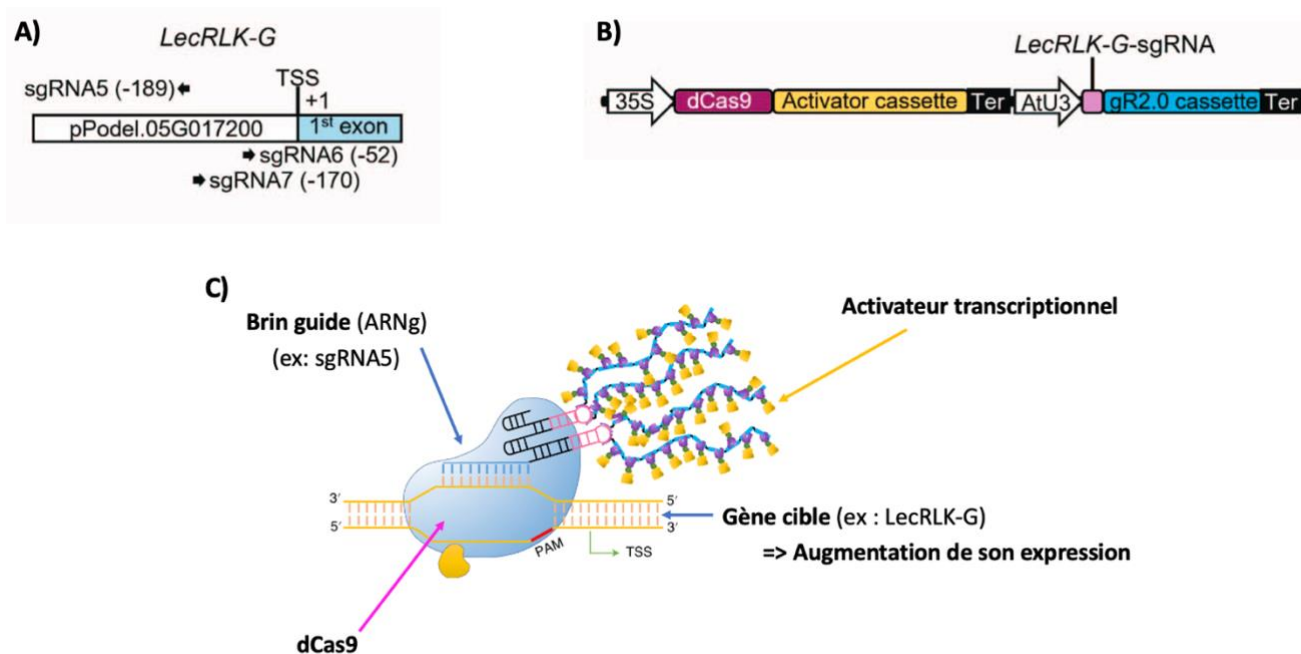 A)
LecRLK-G
TSS
sgRNA5 (-189)
+1
pPodel.05G017200
1st exon
sgRNA6 (-52)
sgRNA7 (-170)
B)
LecRLK-G-sgRNA
35S dCas9 Activator cassette Ter AtU3 gR2.0 cassette Ter
C)
Brin guide (ARNg)
(ex: sgRNA5)
Activateur transcriptionnel
3′
5′
5′
3′
PAM
TSS
Gène cible (ex : LecRLK-G)
=> Augmentation de son expression
dCas9